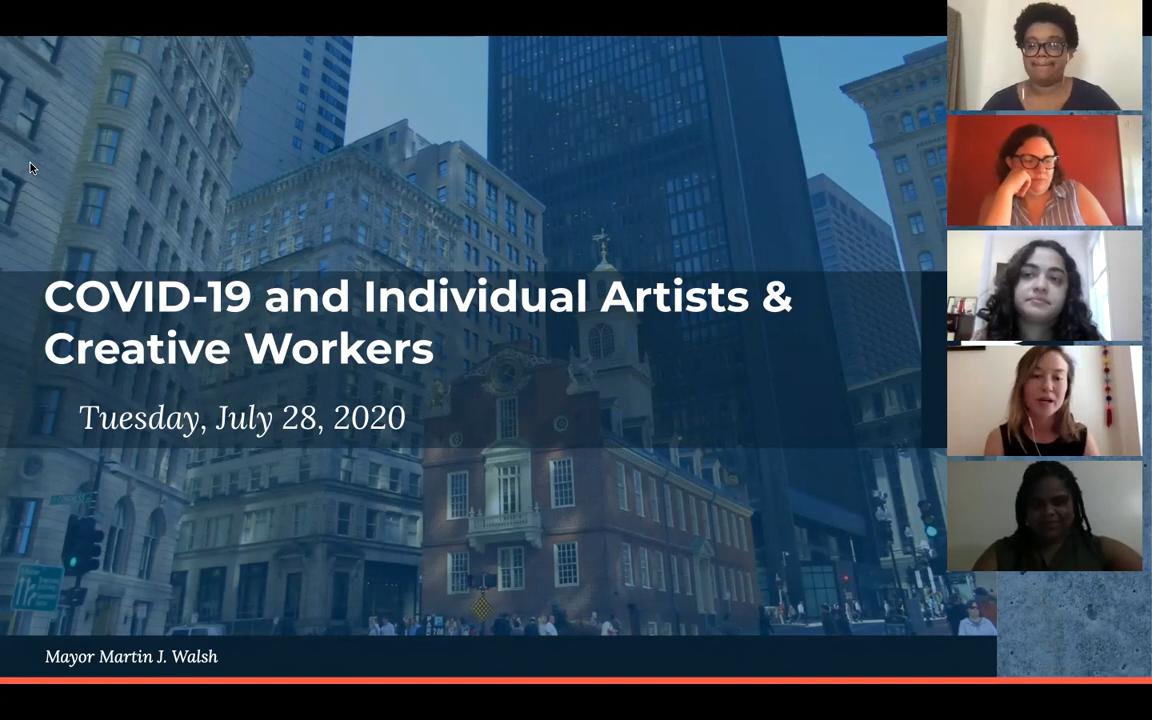 COVID-19 and Individual Artists &
Creative Workers
Tuesday, July 28, 2020
Mayor Martin J. Walsh